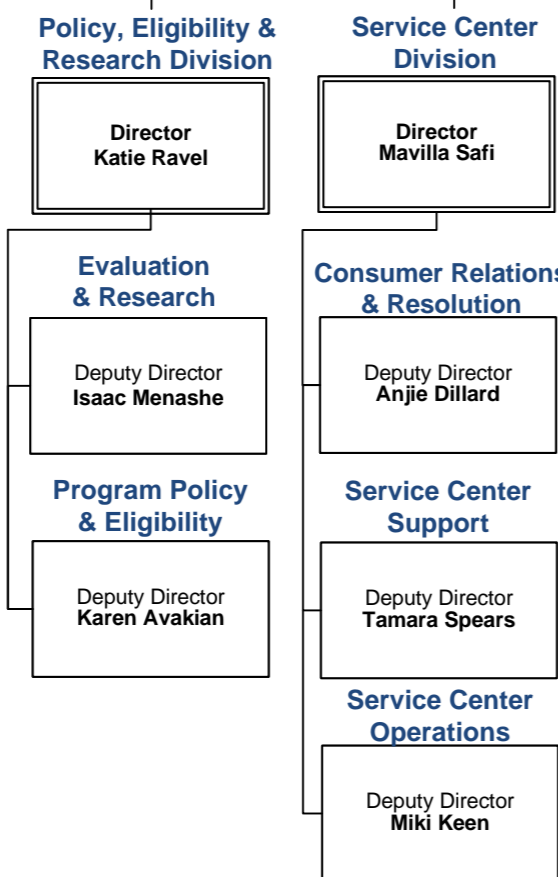 Policy, Eligibility &
Research Division
Director
Katie Ravel
Evaluation
& Research
Deputy Director
Isaac Menashe
Program Policy
& Eligibility
Deputy Director
Karen Avakian
Service Center
Division
Director
Mavilla Safi
Consumer Relations
& Resolution
Deputy Director
Anjie Dillard
Service Center
Support
Deputy Director
Tamara Spears
Service Center
Operations
Deputy Director
Miki Keen